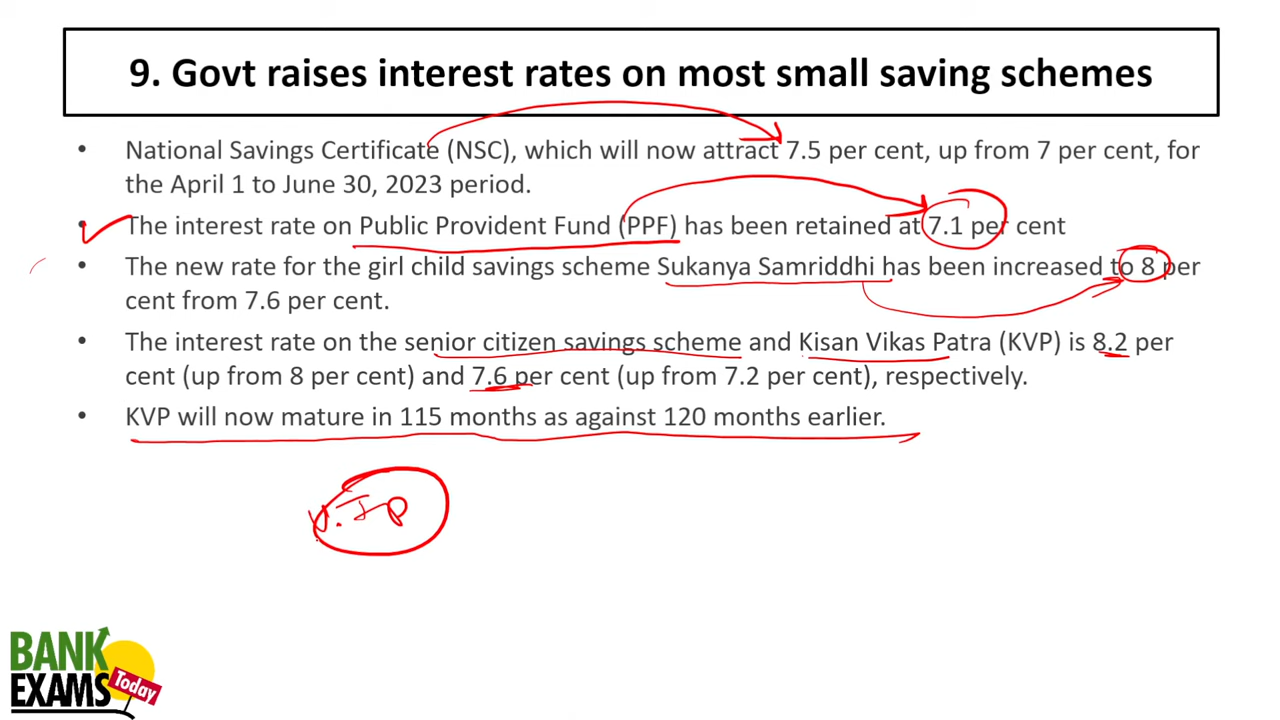 9. Govt raises interest rates on most small saving schemes
• National Savings Certificate (NSC), which will now attract 7.5 per cent, up from 7 per cent, for
the April 1 to June 30, 2023 period.
• The interest rate on Public Provident Fund (PPF) has been retained at 7.1 per cent
• The new rate for the girl child savings scheme Sukanya Samriddhi has been increased to 8 per
cent from 7.6 per cent.
• The interest rate on the senior citizen savings scheme and Kisan Vikas Patra (KVP) is 8.2 per
cent (up from 8 per cent) and 7.6 per cent (up from 7.2 per cent), respectively.
• KVP will now mature in 115 months as against 120 months earlier.
V.IP
BANK
EXAMS
Today